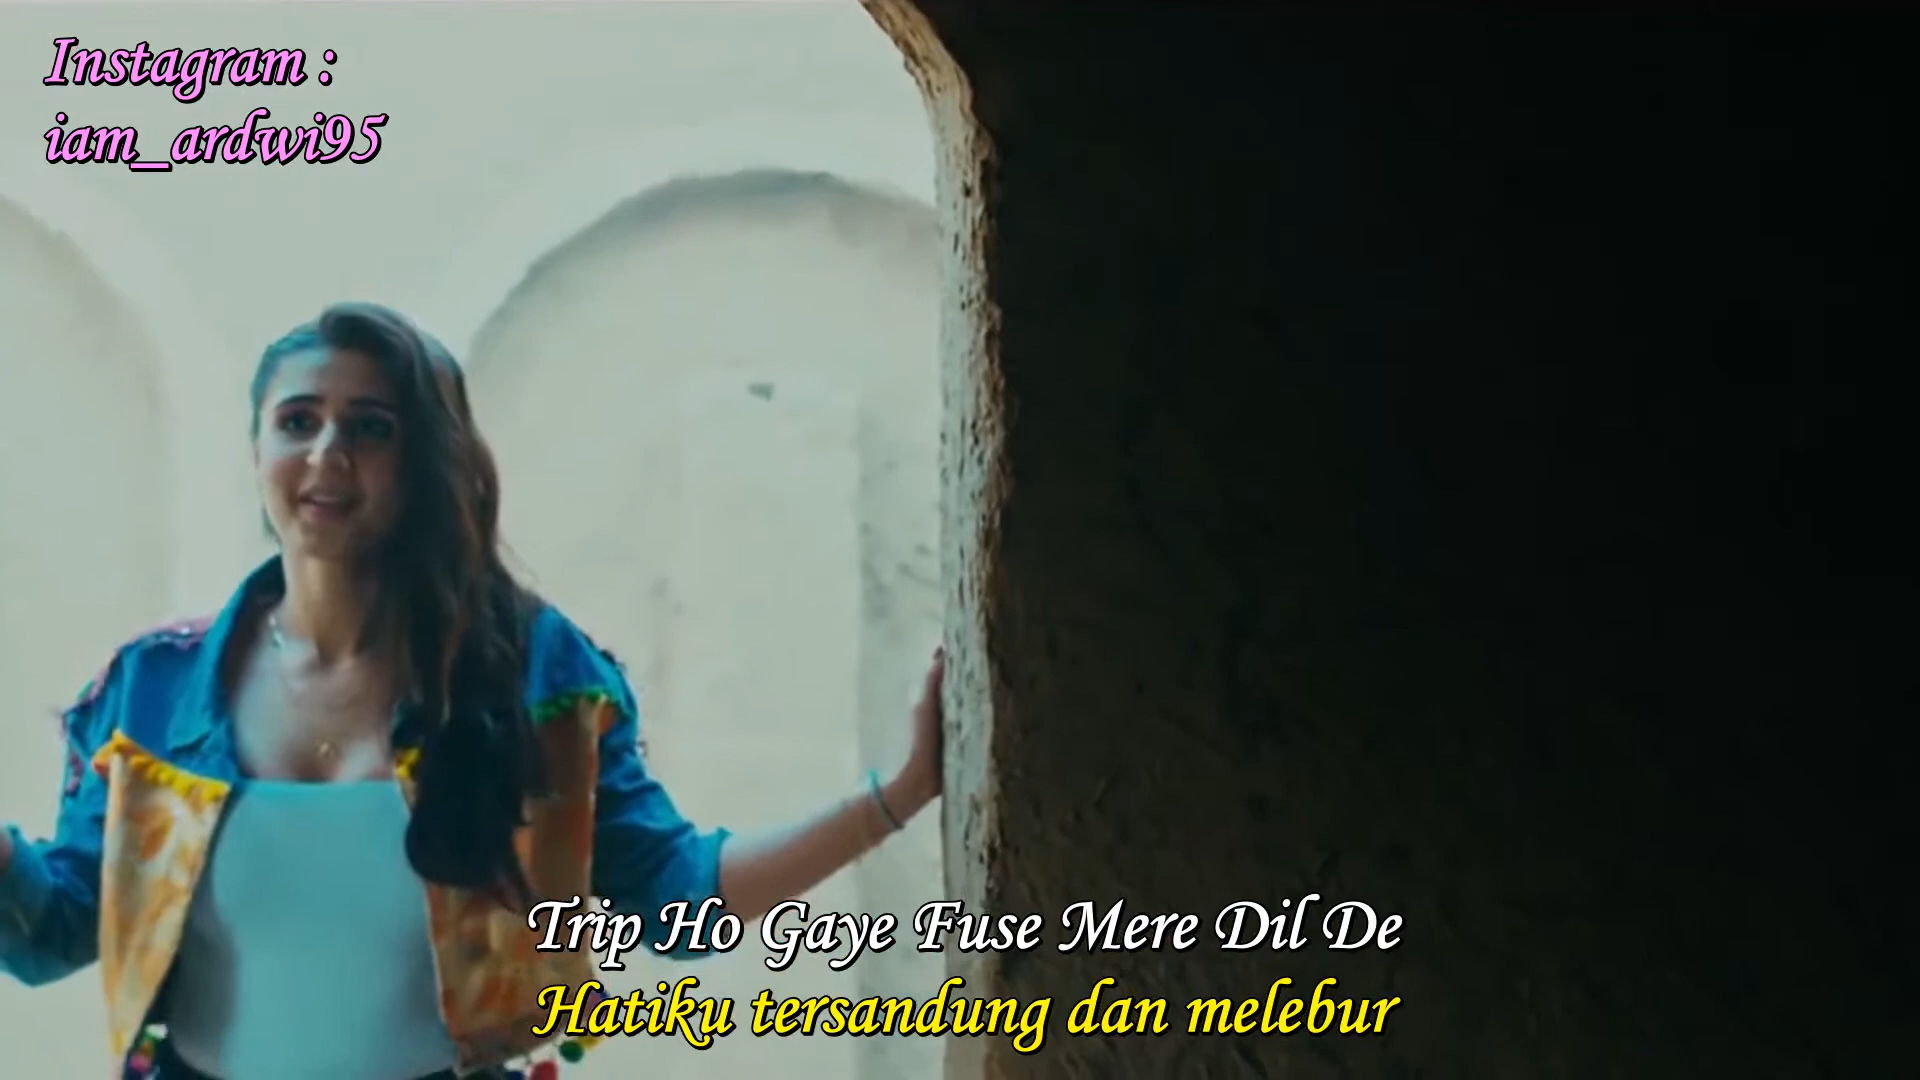 Instagram :
iam_ardwi95
Trip Ho Gaye Fuse Mere Dil De
Hatiku tersandung dan melebur